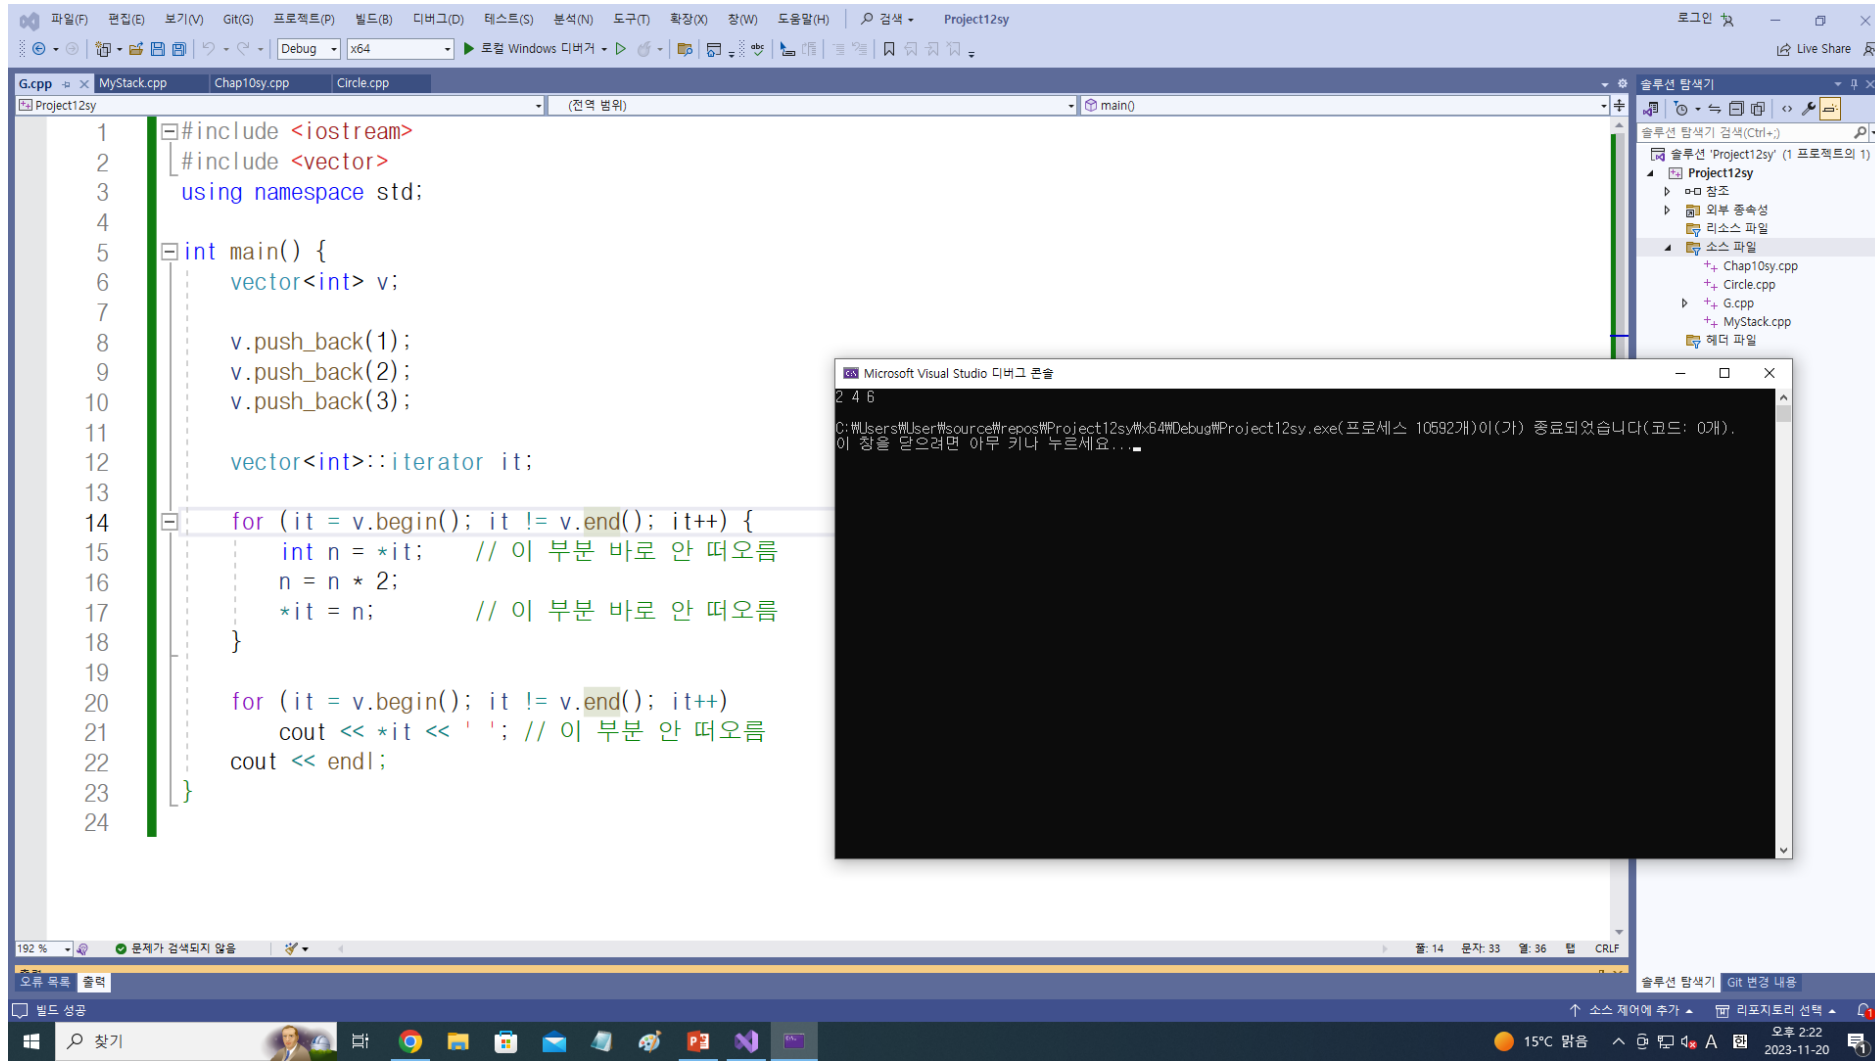 파일(F) 편집(E) 보기(V) Git(G) 프로젝트(P) 빌드(B) 디버그(D) 테스트(S) 분석(N) 도구(T) 확장(X) 창(W) 도움말(H) 검색 Project12sy 로그인
Debug x64 로컬 Windows 디버거 Live Share
G.cpp MyStack.cpp Chap10sy.cpp Circle.cpp
Project12sy (전역 범위) main()
1 #include <iostream>
2 #include <vector>
3 using namespace std;
4
5 int main() {
6 vector<int> v;
7
8 v.push_back(1);
9 v.push_back(2);
10 v.push_back(3);
11
12 vector<int>::iterator it;
13
14 for (it = v.begin(); it != v.end(); it++) {
15 int n = *it; // 이 부분 바로 안 떠오름
16 n = n * 2;
17 *it = n; // 이 부분 바로 안 떠오름
18 }
19
20 for (it = v.begin(); it != v.end(); it++)
21 cout << *it << ' '; // 이 부분 안 떠오름
22 cout << endl;
23 }
24
Microsoft Visual Studio 디버그 콘솔
2 4 6
C:₩Users₩User₩source₩repos₩Project12sy₩x64₩Debug₩Project12sy.exe(프로세스 10592개)이(가) 종료되었습니다(코드: 0개).
이 창을 닫으려면 아무 키나 누르세요...
솔루션 탐색기
솔루션 탐색기 검색(Ctrl+;)
솔루션 'Project12sy' (1 프로젝트의 1)
Project12sy
참조
외부 종속성
리소스 파일
소스 파일
Chap10sy.cpp
Circle.cpp
G.cpp
MyStack.cpp
헤더 파일
192 % 문제가 검색되지 않음 줄: 14 문자: 33 열: 36 탭 CRLF
오류 목록 출력
솔루션 탐색기 Git 변경 내용
빌드 성공 소스 제어에 추가 리포지토리 선택 1
찾기 15°C 맑음 A 한 오후 2:22
2023-11-20 1